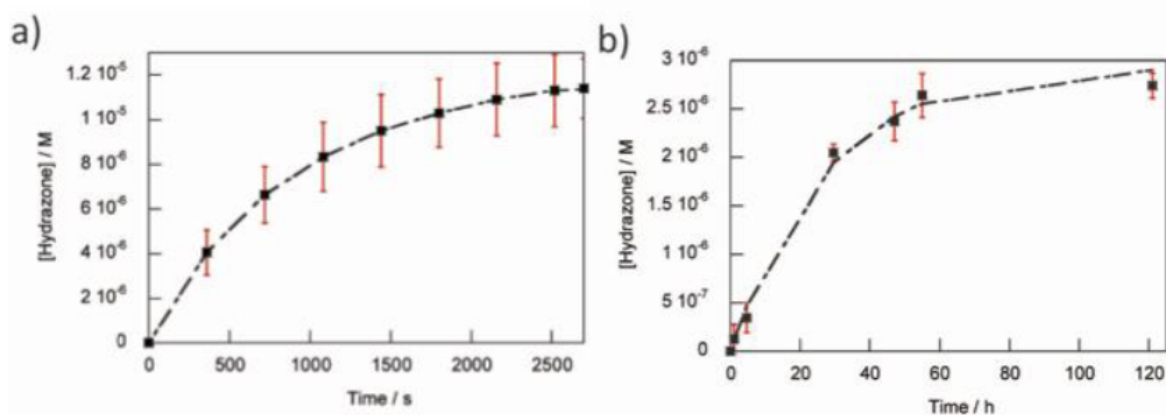 a)
[Hydrazone] / M
1.2 10⁻⁵
1 10⁻⁵
8 10⁻⁶
6 10⁻⁶
4 10⁻⁶
2 10⁻⁶
0
0 500 1000 1500 2000 2500
Time / s
b)
[Hydrazone] / M
3 10⁻⁶
2.5 10⁻⁶
2 10⁻⁶
1.5 10⁻⁶
1 10⁻⁶
5 10⁻⁷
0
0 20 40 60 80 100 120
Time / h